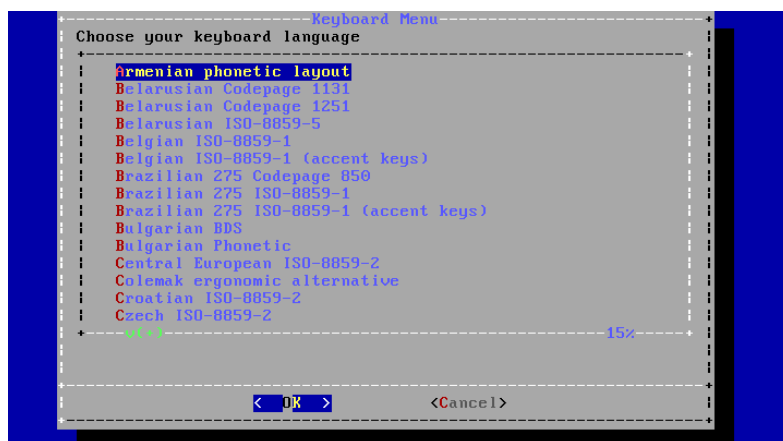 Keyboard Menu
Choose your keyboard language
Armenian phonetic layout
Belarusian Codepage 1131
Belarusian Codepage 1251
Belarusian ISO-8859-5
Belgian ISO-8859-1
Belgian ISO-8859-1 (accent keys)
Brazilian 275 Codepage 850
Brazilian 275 ISO-8859-1
Brazilian 275 ISO-8859-1 (accent keys)
Bulgarian BDS
Bulgarian Phonetic
Central European ISO-8859-2
Colemak ergonomic alternative
Croatian ISO-8859-2
Czech ISO-8859-2
v(+) 15%
< OK > <Cancel>